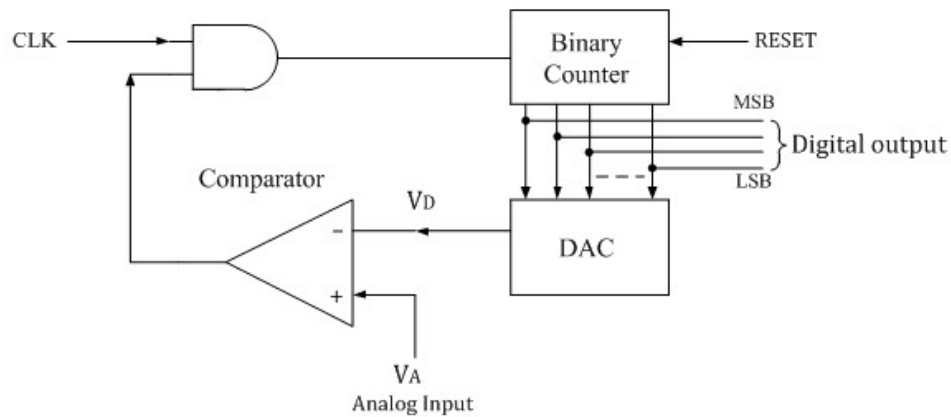 CLK
Binary
Counter
RESET
MSB
Digital output
LSB
Comparator
VD
DAC
−
+
VA
Analog Input